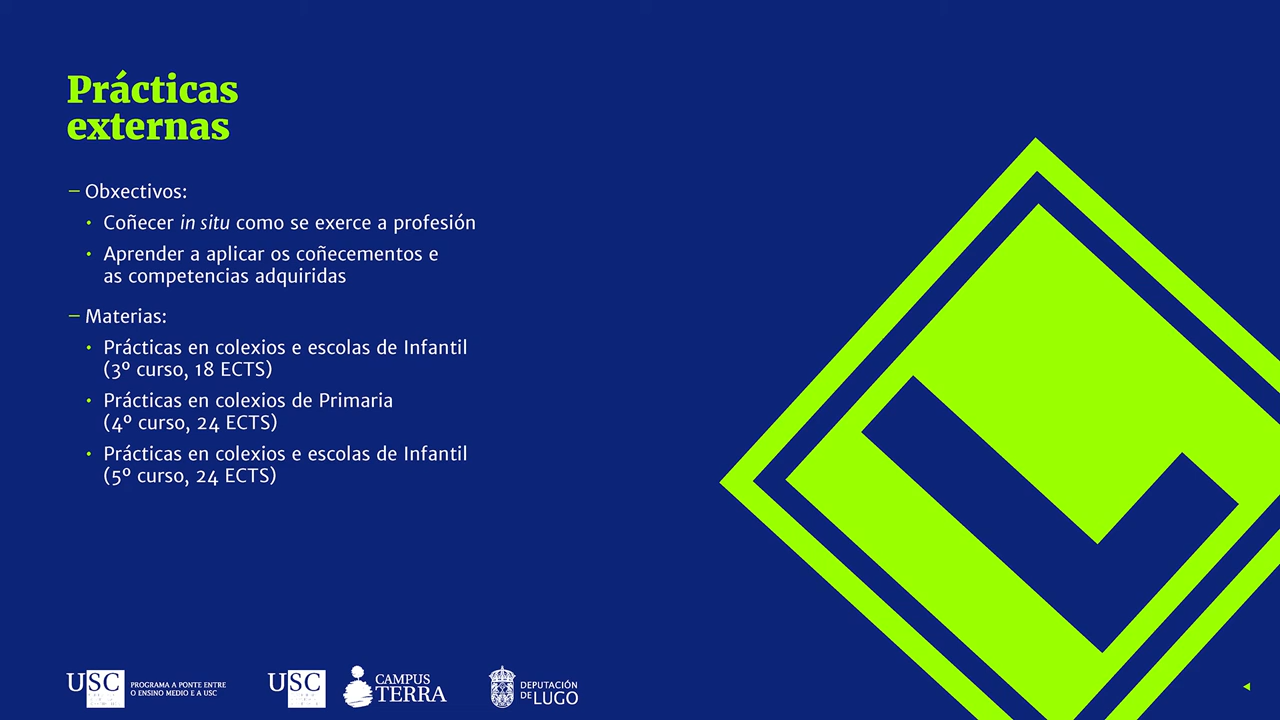 Prácticas
externas
– Obxectivos:
• Coñecer in situ como se exerce a profesión
• Aprender a aplicar os coñecementos e
as competencias adquiridas
– Materias:
• Prácticas en colexios e escolas de Infantil
(3º curso, 18 ECTS)
• Prácticas en colexios de Primaria
(4º curso, 24 ECTS)
• Prácticas en colexios e escolas de Infantil
(5º curso, 24 ECTS)
USC PROGRAMA A PONTE ENTRE
O ENSINO MEDIO E A USC
USC
CAMPUS
TERRA
DEPUTACIÓN
DE LUGO